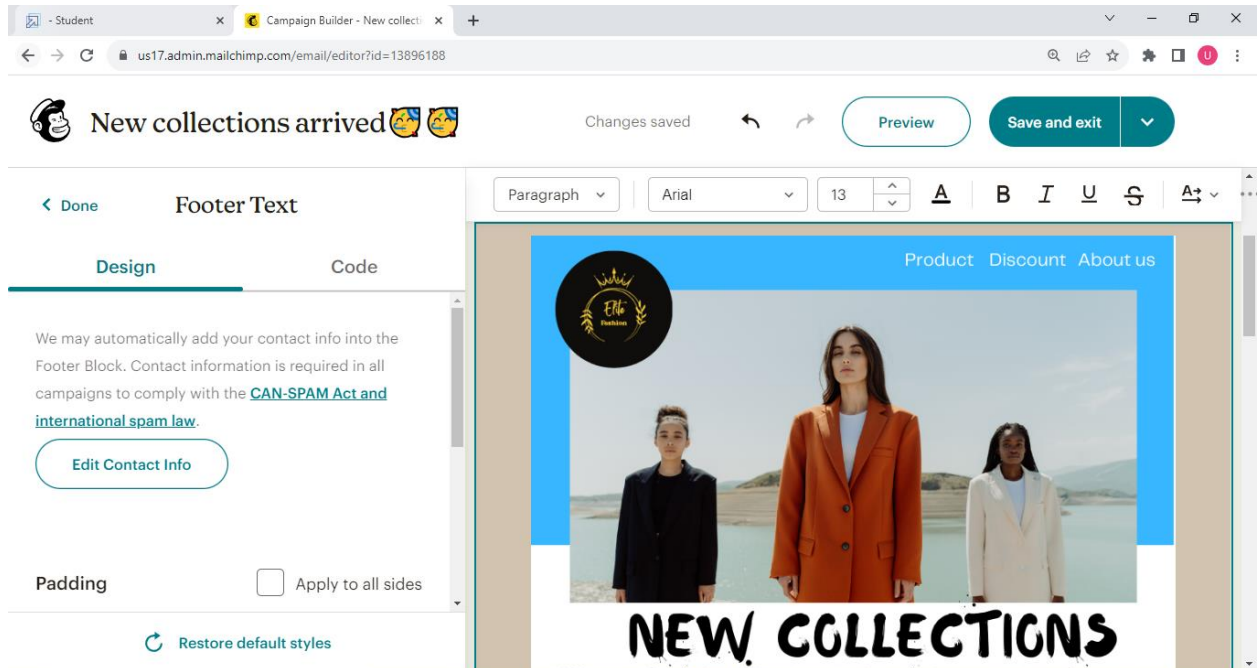 - Student
Campaign Builder - New collecti
us17.admin.mailchimp.com/email/editor?id=13896188
U
New collections arrived🥳🥳
Changes saved
Preview
Save and exit
Done
Footer Text
Paragraph
Arial
13
A
B
I
U
S
A
Design
Code
Product Discount About us
Elite
Fashion
We may automatically add your contact info into the
Footer Block. Contact information is required in all
campaigns to comply with the CAN-SPAM Act and
international spam law.
Edit Contact Info
Padding
Apply to all sides
Restore default styles
NEW COLLECTIONS